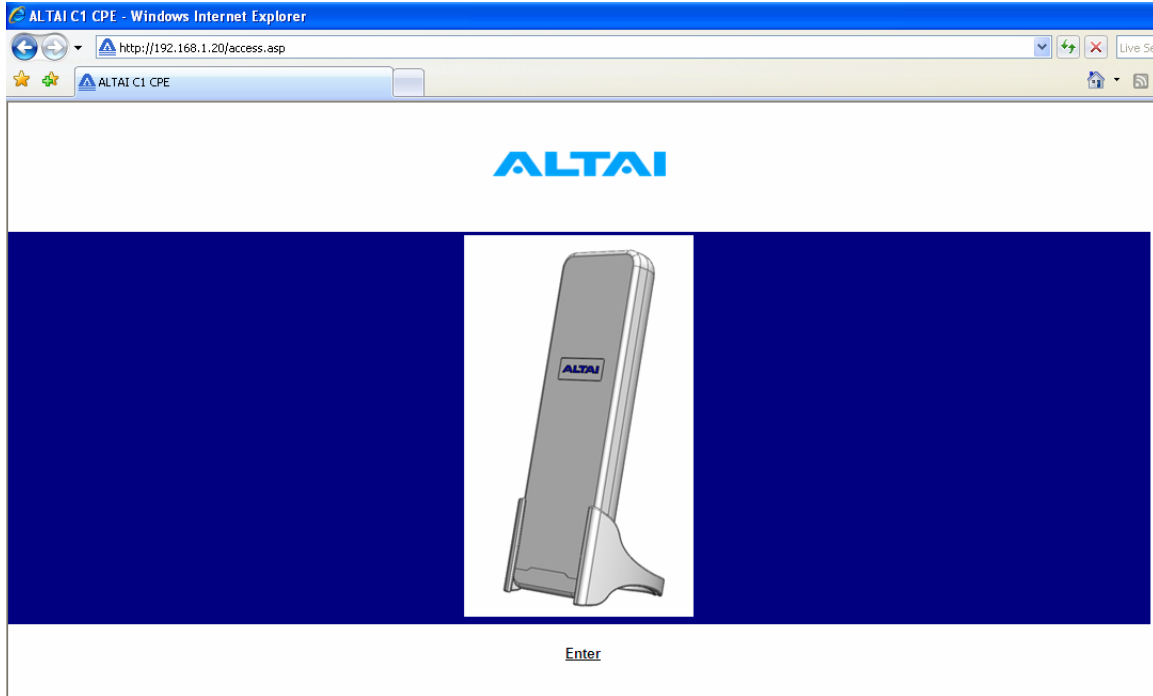 ALTAI C1 CPE - Windows Internet Explorer
http://192.168.1.20/access.asp
Live Se
ALTAI C1 CPE
ALTAI
ALTAI
Enter